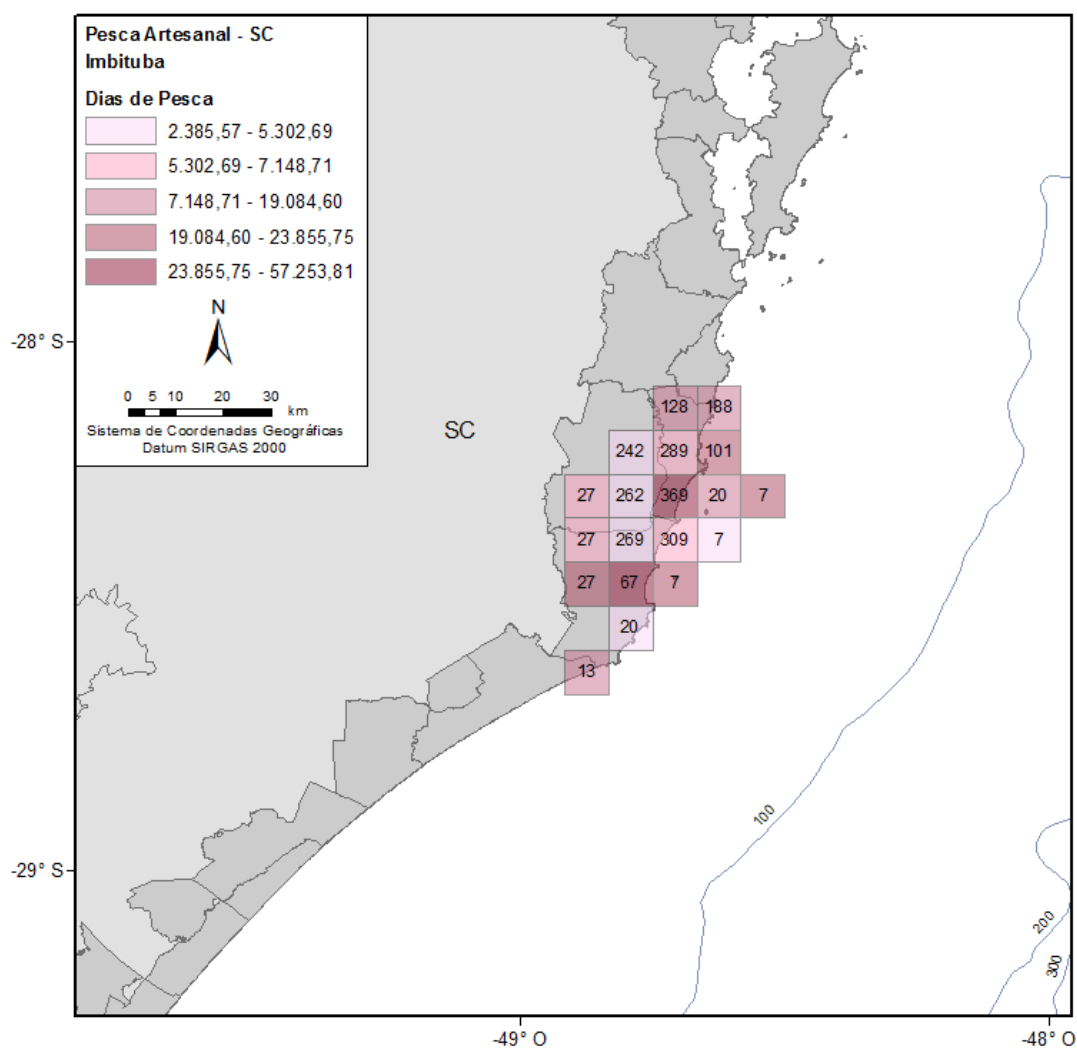 Pesca Artesanal - SC
Imbituba
Dias de Pesca
2.385,57 - 5.302,69
5.302,69 - 7.148,71
7.148,71 - 19.084,60
19.084,60 - 23.855,75
23.855,75 - 57.253,81
N
0 5 10 20 30
km
Sistema de Coordenadas Geográficas
Datum SIRGAS 2000
-28° S
SC
128 188
242 289 101
27 262 369 20 7
27 269 309 7
27 67 7
20
13
100
-29° S
200
300
-49° O
-48° O